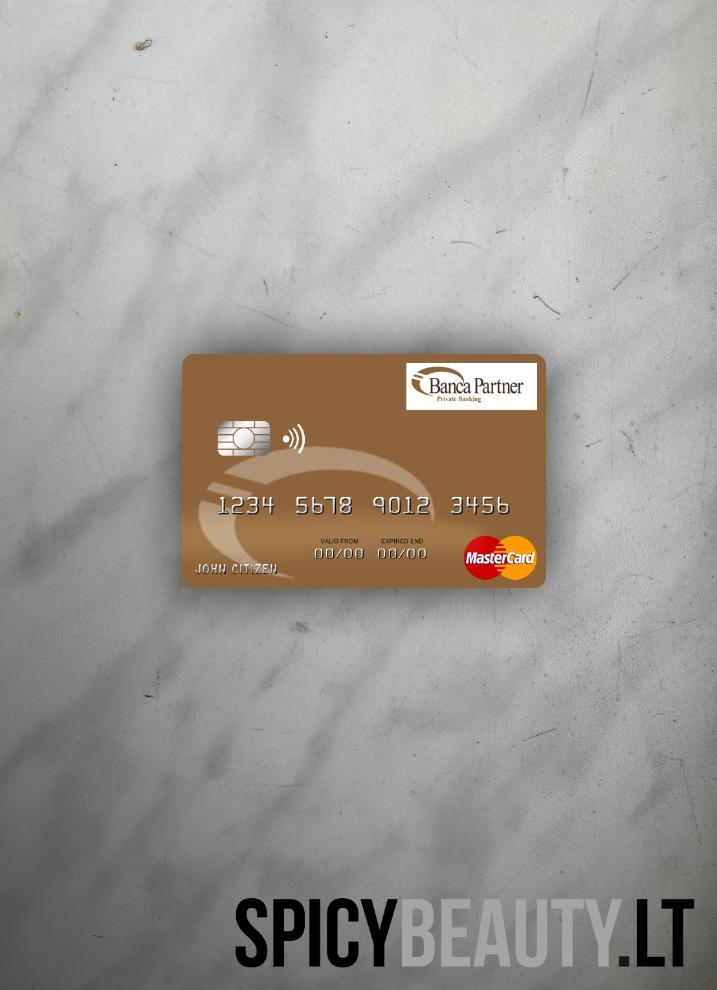 Banca Partner
Private Banking
1234 5678 9012 3456
VALID FROM EXPIRED END
00/00 00/00
JOHN CITIZEN
MasterCard
SPICYBEAUTY.LT